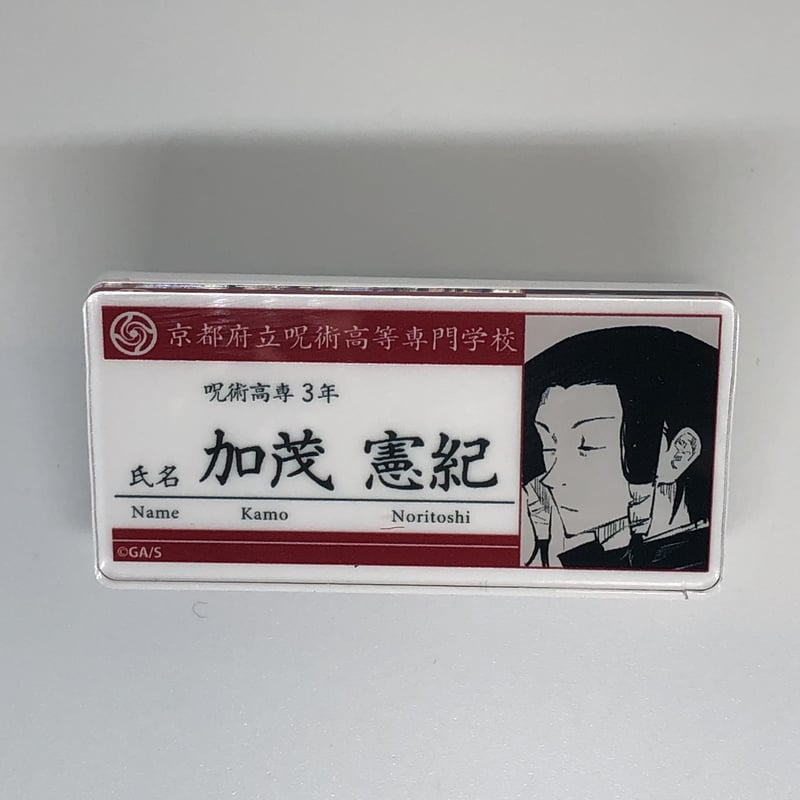 京都府立呪術高等専門学校
呪術高専 3年
氏名 加茂 憲紀
Name Kamo Noritoshi
©GA/S